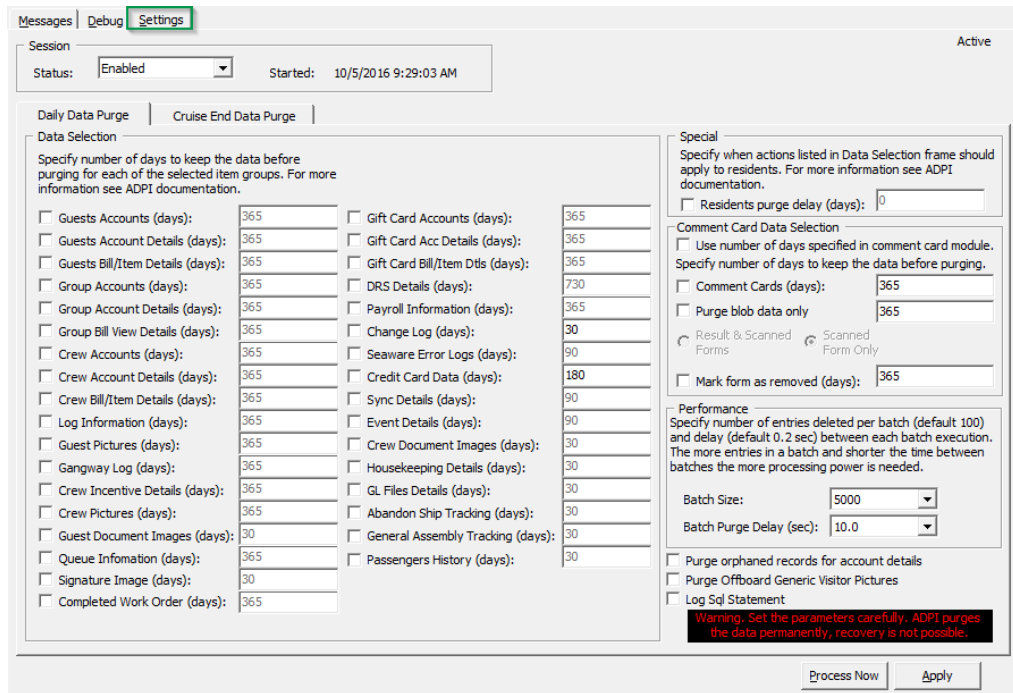 Messages Debug Settings
Active
Session
Status: Enabled Started: 10/5/2016 9:29:03 AM
Daily Data Purge Cruise End Data Purge
Data Selection
Specify number of days to keep the data before
purging for each of the selected item groups. For more
information see ADPI documentation.
Guests Accounts (days): 365
Guests Account Details (days): 365
Guests Bill/Item Details (days): 365
Group Accounts (days): 365
Group Account Details (days): 365
Group Bill View Details (days): 365
Crew Accounts (days): 365
Crew Account Details (days): 365
Crew Bill/Item Details (days): 365
Log Information (days): 365
Guest Pictures (days): 365
Gangway Log (days): 365
Crew Incentive Details (days): 365
Crew Pictures (days): 365
Guest Document Images (days): 30
Queue Infomation (days): 365
Signature Image (days): 30
Completed Work Order (days): 365
Gift Card Accounts (days): 365
Gift Card Acc Details (days): 365
Gift Card Bill/Item Dtls (days): 365
DRS Details (days): 730
Payroll Information (days): 365
Change Log (days): 30
Seaware Error Logs (days): 90
Credit Card Data (days): 180
Sync Details (days): 90
Event Details (days): 90
Crew Document Images (days): 30
Housekeeping Details (days): 30
GL Files Details (days): 30
Abandon Ship Tracking (days): 30
General Assembly Tracking (days): 30
Passengers History (days): 30
Special
Specify when actions listed in Data Selection frame should
apply to residents. For more information see ADPI
documentation.
Residents purge delay (days): 0
Comment Card Data Selection
Use number of days specified in comment card module.
Specify number of days to keep the data before purging.
Comment Cards (days): 365
Purge blob data only 365
Result & Scanned Scanned
Forms Form Only
Mark form as removed (days): 365
Performance
Specify number of entries deleted per batch (default 100)
and delay (default 0.2 sec) between each batch execution.
The more entries in a batch and shorter the time between
batches the more processing power is needed.
Batch Size: 5000
Batch Purge Delay (sec): 10.0
Purge orphaned records for account details
Purge Offboard Generic Visitor Pictures
Log Sql Statement
Warning. Set the parameters carefully. ADPI purges
the data permanently, recovery is not possible.
Process Now Apply